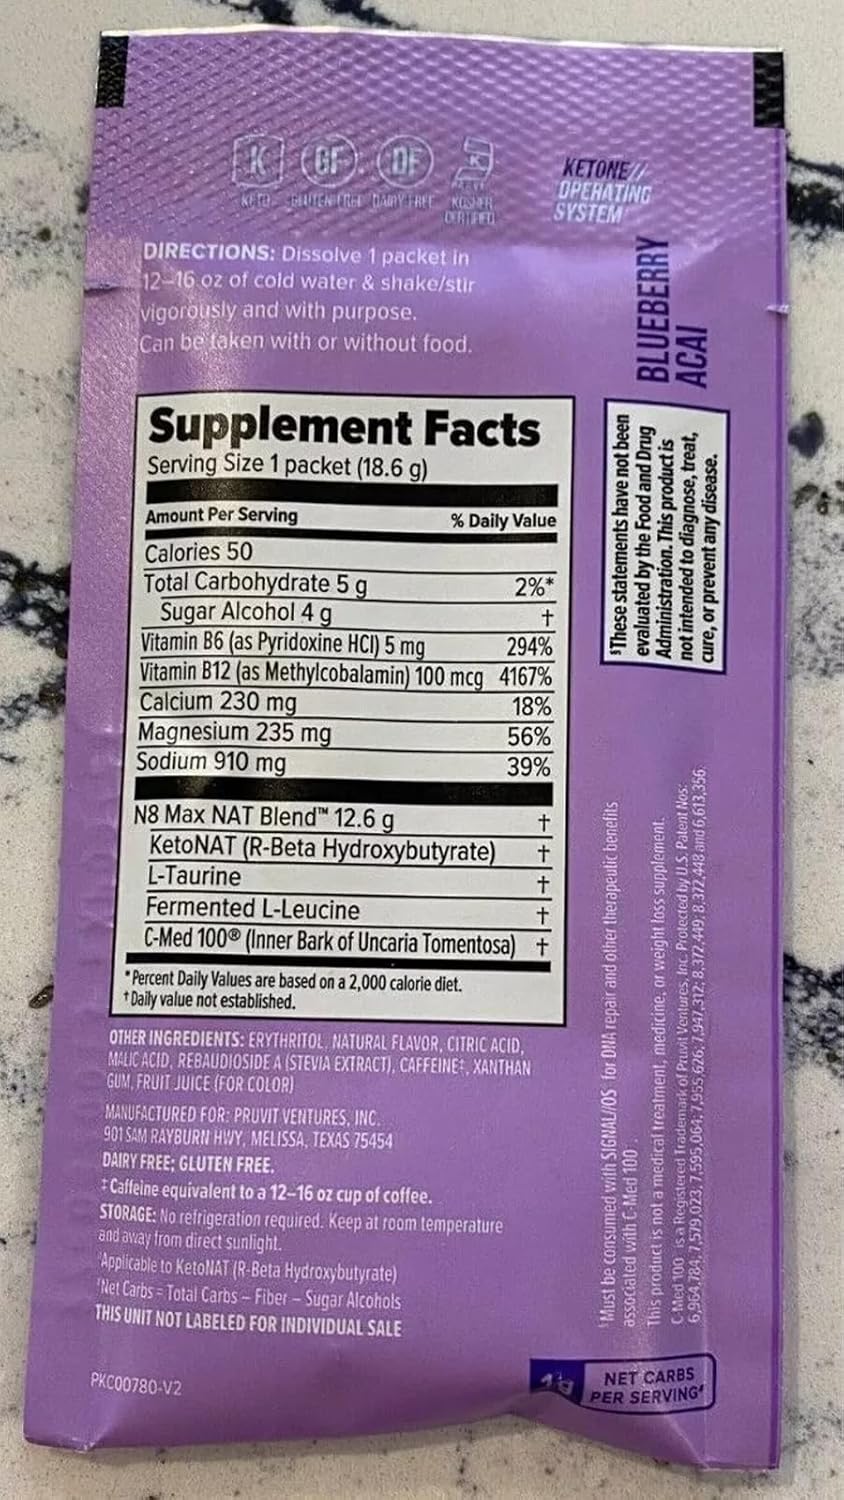 K GF DF K
KETO GLUTEN FREE DAIRY FREE KOSHER
CERTIFIED
KETONE//
OPERATING
SYSTEM
DIRECTIONS: Dissolve 1 packet in
12–16 oz of cold water & shake/stir
vigorously and with purpose.
Can be taken with or without food.
BLUEBERRY
ACAI
Supplement Facts
Serving Size 1 packet (18.6 g)
Amount Per Serving % Daily Value
Calories 50
Total Carbohydrate 5 g 2%*
Sugar Alcohol 4 g †
Vitamin B6 (as Pyridoxine HCl) 5 mg 294%
Vitamin B12 (as Methylcobalamin) 100 mcg 4167%
Calcium 230 mg 18%
Magnesium 235 mg 56%
Sodium 910 mg 39%
N8 Max NAT Blend™ 12.6 g †
KetoNAT (R-Beta Hydroxybutyrate) †
L-Taurine †
Fermented L-Leucine †
C-Med 100® (Inner Bark of Uncaria Tomentosa) †
*Percent Daily Values are based on a 2,000 calorie diet.
†Daily value not established.
OTHER INGREDIENTS: ERYTHRITOL, NATURAL FLAVOR, CITRIC ACID,
MALIC ACID, REBAUDIOSIDE A (STEVIA EXTRACT), CAFFEINE‡, XANTHAN
GUM, FRUIT JUICE (FOR COLOR)
MANUFACTURED FOR: PRUVIT VENTURES, INC.
901 SAM RAYBURN HWY, MELISSA, TEXAS 75454
DAIRY FREE; GLUTEN FREE.
‡Caffeine equivalent to a 12–16 oz cup of coffee.
STORAGE: No refrigeration required. Keep at room temperature
and away from direct sunlight.
Applicable to KetoNAT (R-Beta Hydroxybutyrate)
Net Carbs = Total Carbs – Fiber – Sugar Alcohols
THIS UNIT NOT LABELED FOR INDIVIDUAL SALE
PKC00780-V2
§These statements have not been
evaluated by the Food and Drug
Administration. This product is
not intended to diagnose, treat,
cure, or prevent any disease.
Must be consumed with SIGNAL//OS for DNA repair and other therapeutic benefits
associated with C-Med 100.
This product is not a medical treatment, medicine, or weight loss supplement.
C-Med 100 is a Registered Trademark of Pruvit Ventures, Inc. Protected by U.S. Patent Nos:
6,964,784; 7,579,023; 7,595,064; 7,955,626; 7,947,312; 8,372,449; 8,372,448 and 6,613,356.
1g NET CARBS
PER SERVING